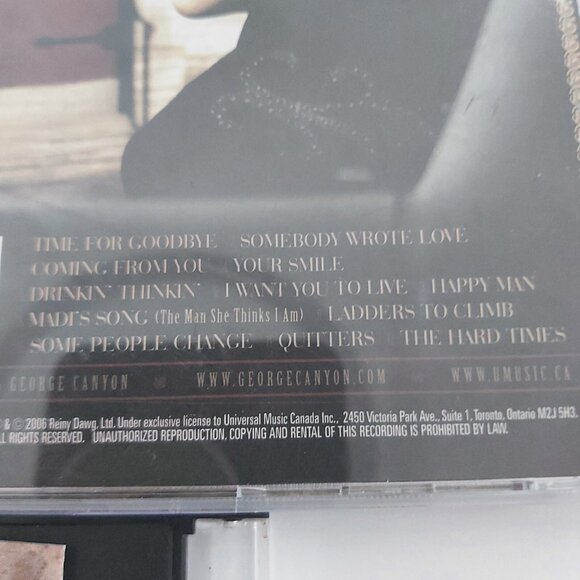 TIME FOR GOODBYE SOMEBODY WROTE LOVE
COMING FROM YOU YOUR SMILE
DRINKIN' THINKIN' I WANT YOU TO LIVE HAPPY MAN
MADI'S SONG (The Man She Thinks I Am) LADDERS TO CLIMB
SOME PEOPLE CHANGE QUITTERS THE HARD TIMES
GEORGE CANYON WWW.GEORGECANYON.COM WWW.UMUSIC.CA
& © 2006 Reiny Dawg, Ltd. Under exclusive license to Universal Music Canada Inc., 2450 Victoria Park Ave., Suite 1, Toronto, Ontario M2J 5H3.
ALL RIGHTS RESERVED. UNAUTHORIZED REPRODUCTION, COPYING AND RENTAL OF THIS RECORDING IS PROHIBITED BY LAW.